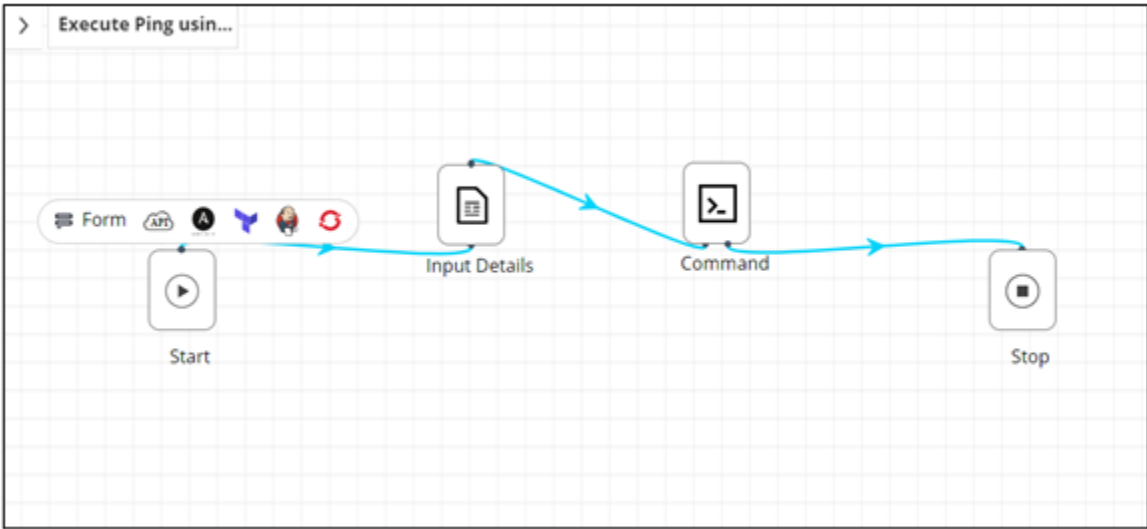 Execute Ping usin...
Form
API
A
Input Details
Command
Start
Stop